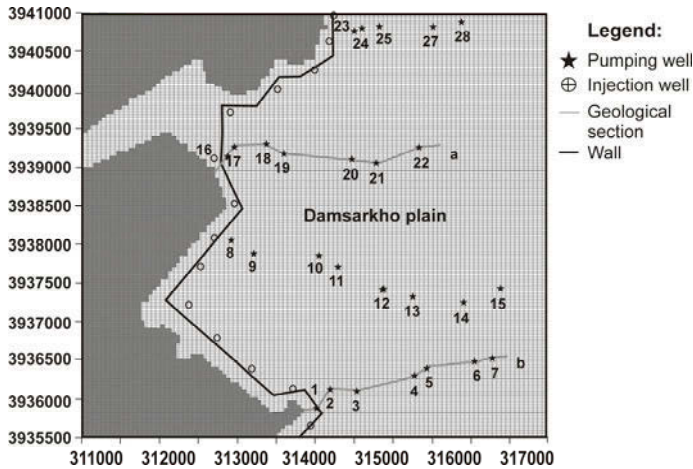 3941000
3940500
3940000
3939500
3939000
3938500
3938000
3937500
3937000
3936500
3936000
3935500
23 24 25 27 28
16 17 18 19 20 21 22 a
Damsarkho plain
8 9 10 11 12 13 14 15
1 2 3 4 5 6 7 b
311000 312000 313000 314000 315000 316000 317000
Legend:
Pumping well
Injection well
Geological
section
Wall